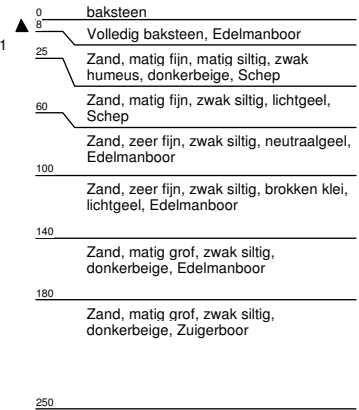 0 baksteen
8
Volledig baksteen, Edelmanboor
1
25
Zand, matig fijn, matig siltig, zwak
humeus, donkerbeige, Schep
60
Zand, matig fijn, zwak siltig, lichtgeel,
Schep
Zand, zeer fijn, zwak siltig, neutraalgeel,
Edelmanboor
100
Zand, zeer fijn, zwak siltig, brokken klei,
lichtgeel, Edelmanboor
140
Zand, matig grof, zwak siltig,
donkerbeige, Edelmanboor
180
Zand, matig grof, zwak siltig,
donkerbeige, Zuigerboor
250